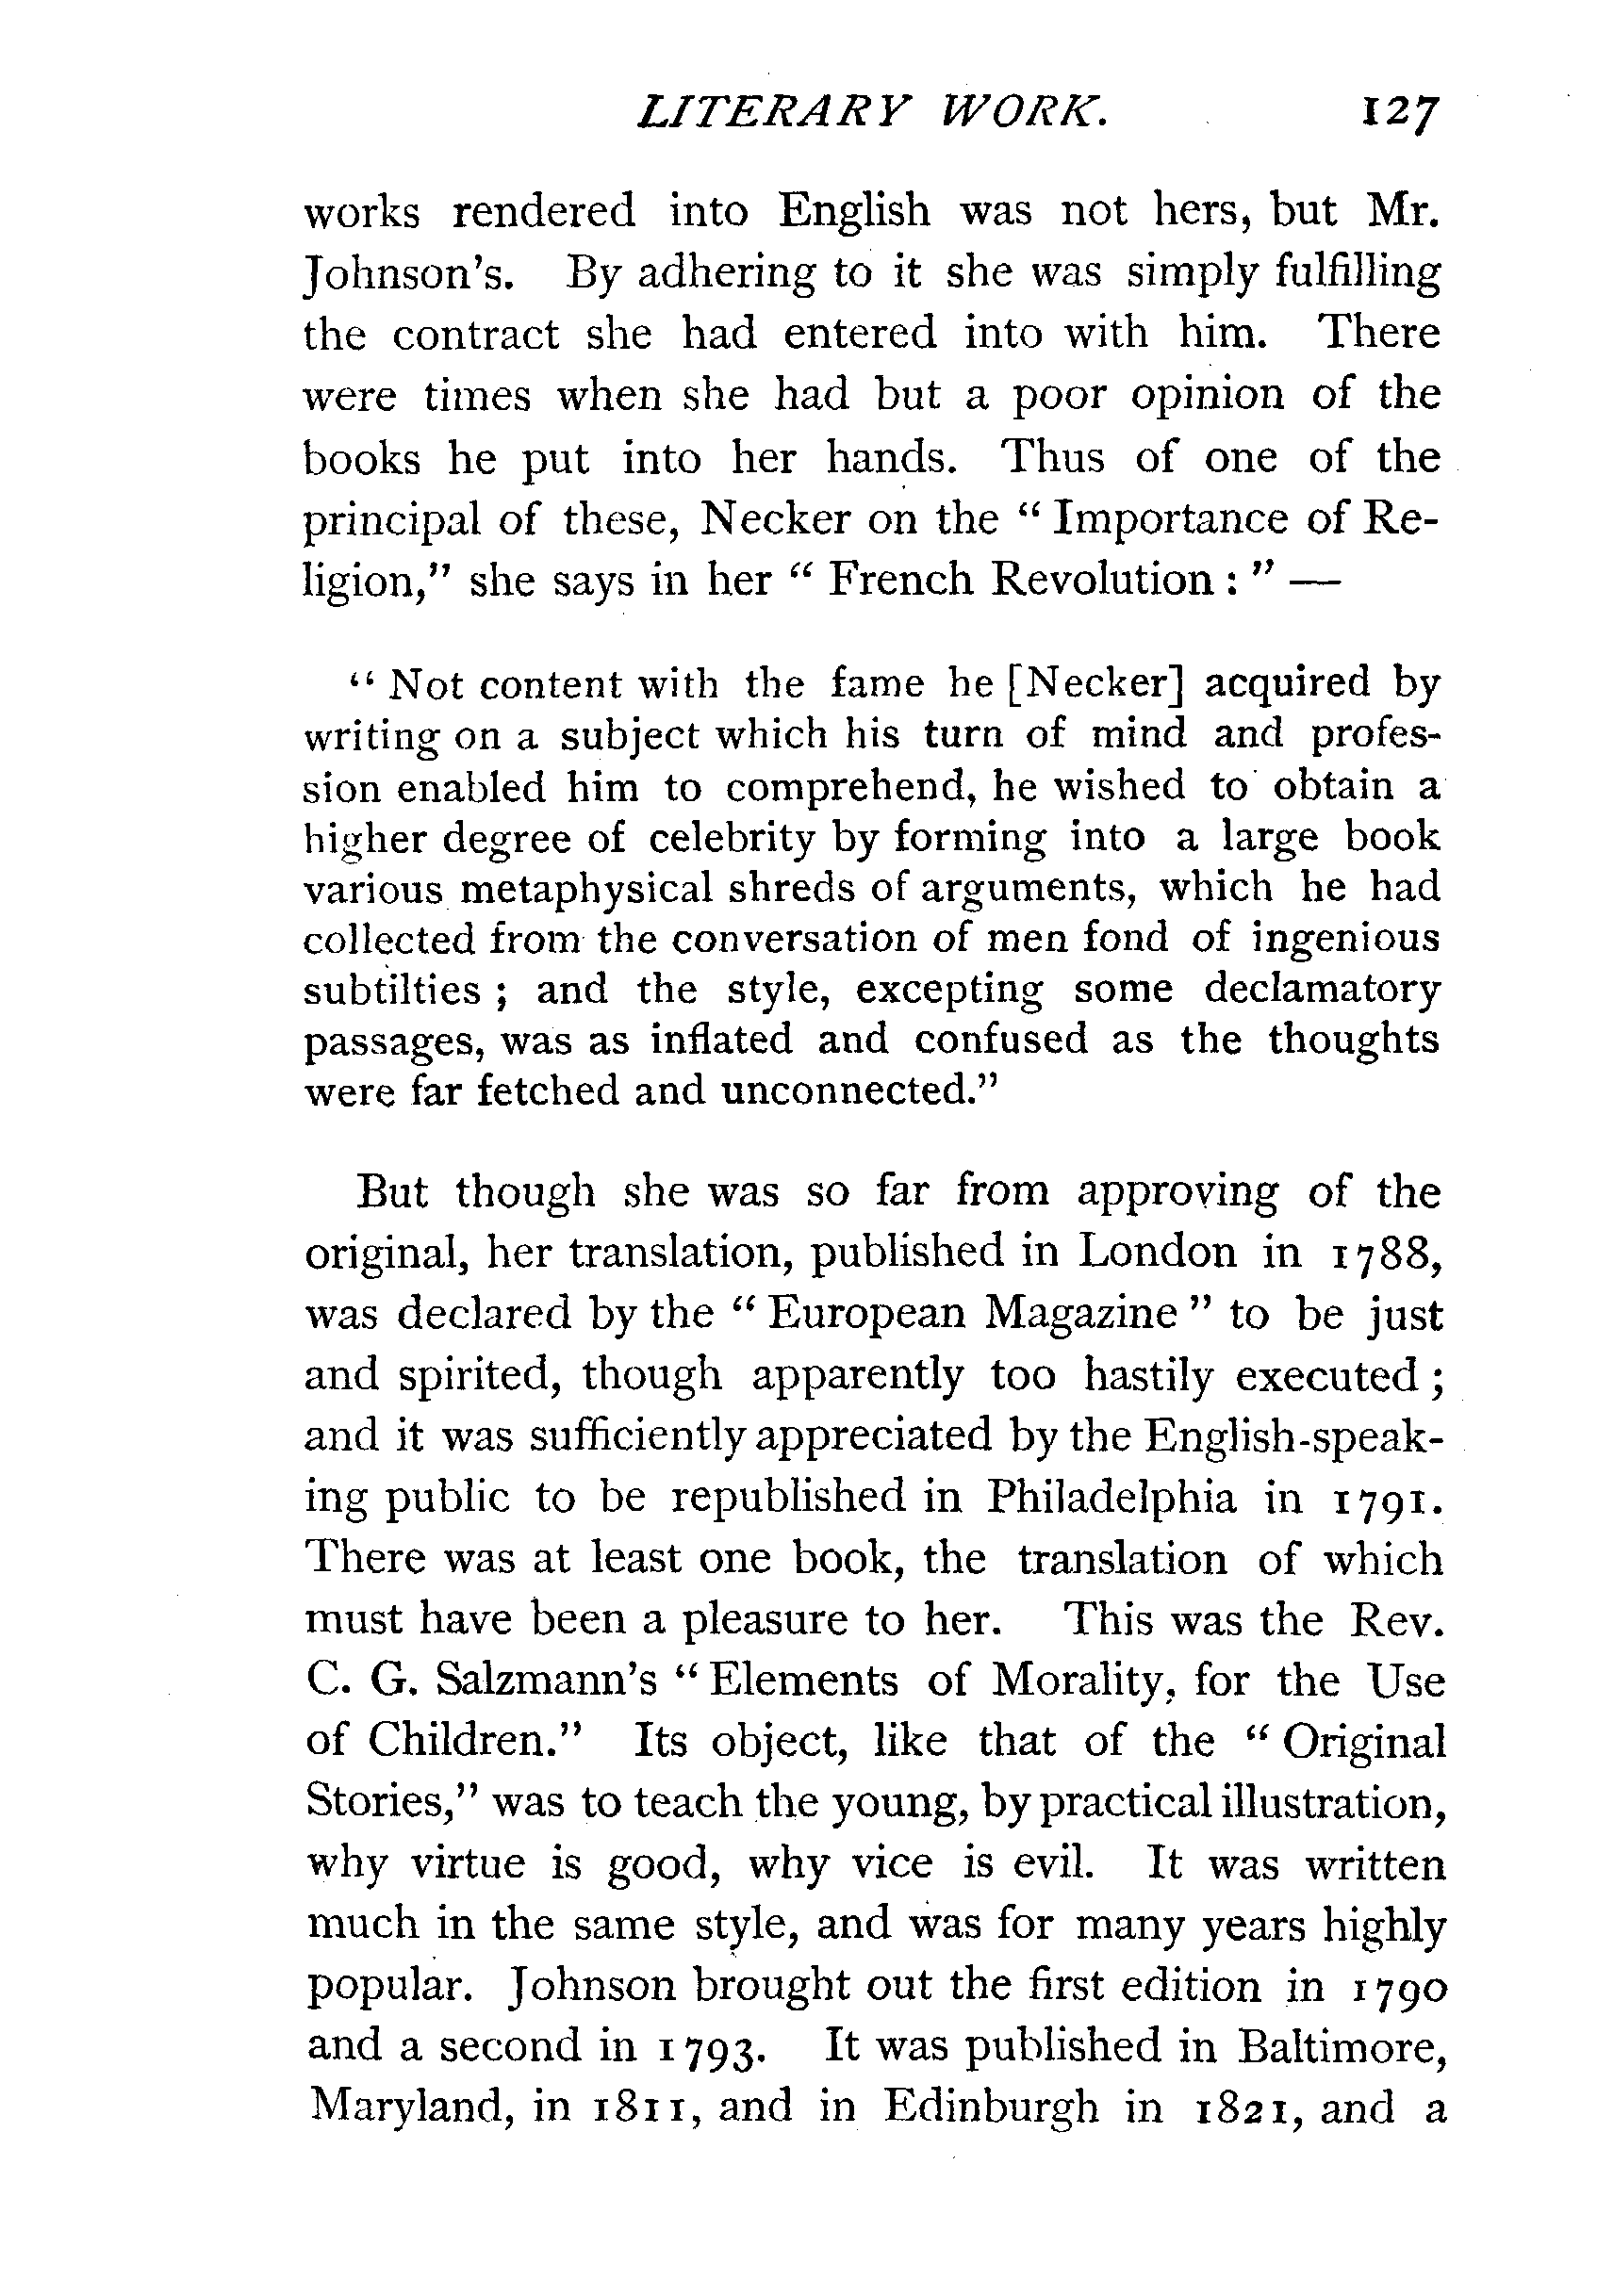 LITERARY WORK. 127
works rendered into English was not hers, but Mr.
Johnson's. By adhering to it she was simply fulfilling
the contract she had entered into with him. There
were times when she had but a poor opinion of the
books he put into her hands. Thus of one of the
principal of these, Necker on the “ Importance of Re-
ligion,” she says in her “ French Revolution : ” —
“ Not content with the fame he [Necker] acquired by
writing on a subject which his turn of mind and profes-
sion enabled him to comprehend, he wished to obtain a
higher degree of celebrity by forming into a large book
various metaphysical shreds of arguments, which he had
collected from the conversation of men fond of ingenious
subtilties ; and the style, excepting some declamatory
passages, was as inflated and confused as the thoughts
were far fetched and unconnected.”
But though she was so far from approving of the
original, her translation, published in London in 1788,
was declared by the “ European Magazine ” to be just
and spirited, though apparently too hastily executed ;
and it was sufficiently appreciated by the English-speak-
ing public to be republished in Philadelphia in 1791.
There was at least one book, the translation of which
must have been a pleasure to her. This was the Rev.
C. G. Salzmann's “ Elements of Morality, for the Use
of Children.” Its object, like that of the “ Original
Stories,” was to teach the young, by practical illustration,
why virtue is good, why vice is evil. It was written
much in the same style, and was for many years highly
popular. Johnson brought out the first edition in 1790
and a second in 1793. It was published in Baltimore,
Maryland, in 1811, and in Edinburgh in 1821, and a